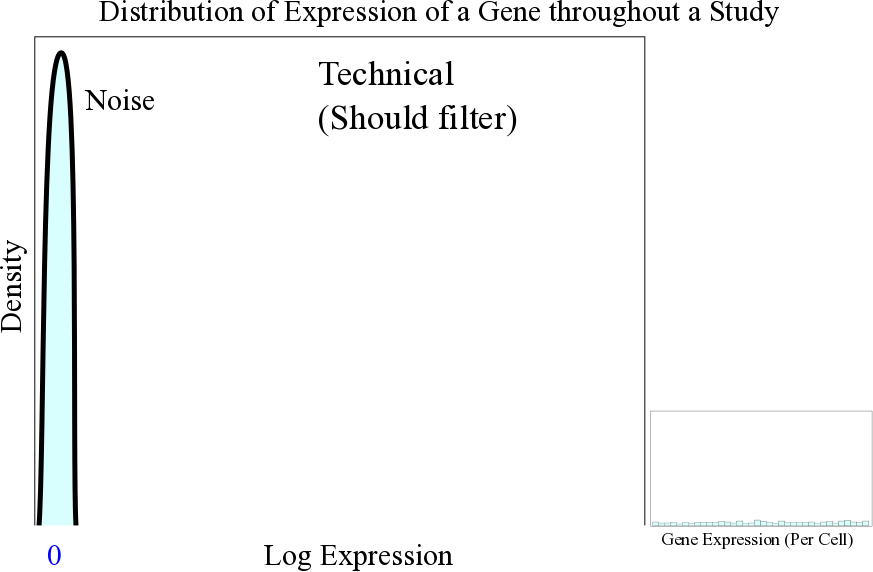 Distribution of Expression of a Gene throughout a Study
Technical
(Should filter)
Noise
Density
0
Log Expression
Gene Expression (Per Cell)